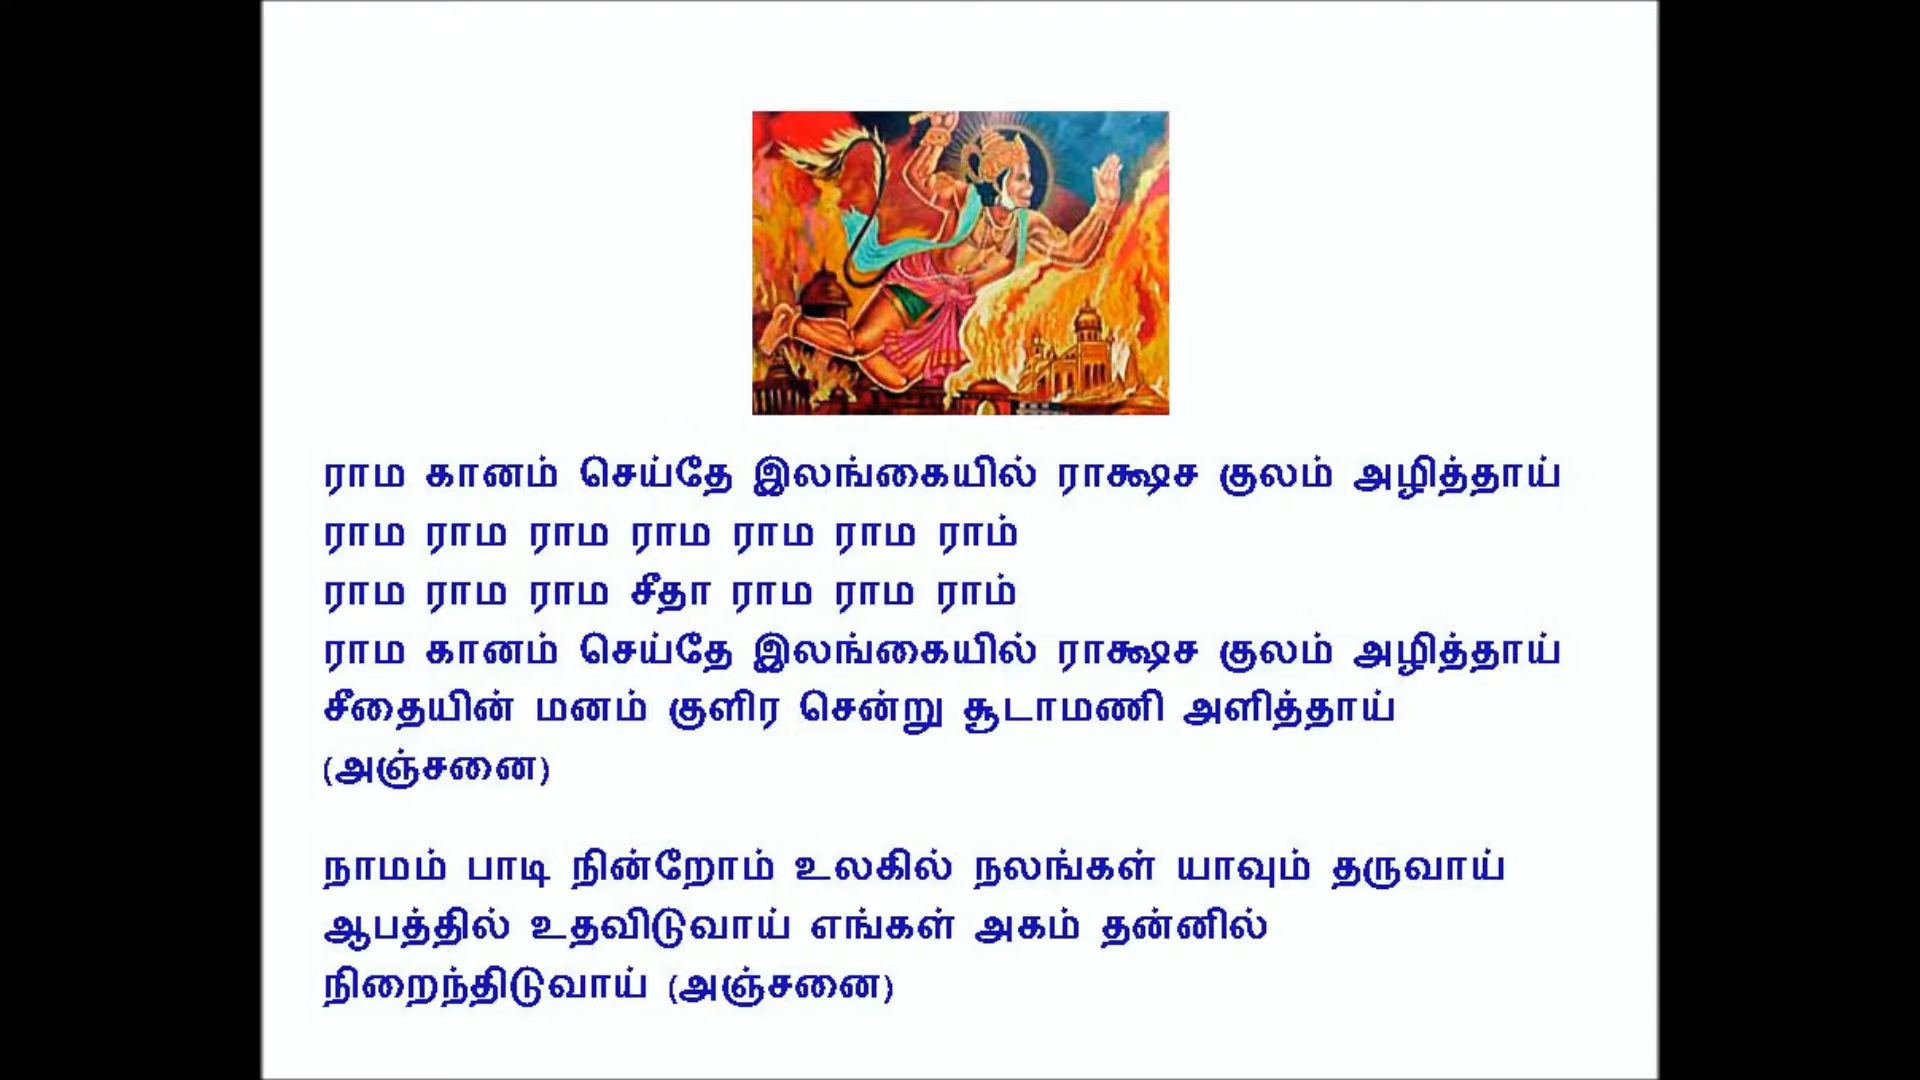 ராம கானம் செய்தே இலங்கையில் ராக்ஷச குலம் அழித்தாய்
ராம ராம ராம ராம ராம ராம ராம்
ராம ராம ராம சீதா ராம ராம ராம்
ராம கானம் செய்தே இலங்கையில் ராக்ஷச குலம் அழித்தாய்
சீதையின் மனம் குளிர சென்று சூடாமணி அளித்தாய்
(அஞ்சனை)
நாமம் பாடி நின்றோம் உலகில் நலங்கள் யாவும் தருவாய்
ஆபத்தில் உதவிடுவாய் எங்கள் அகம் தன்னில்
நிறைந்திடுவாய் (அஞ்சனை)